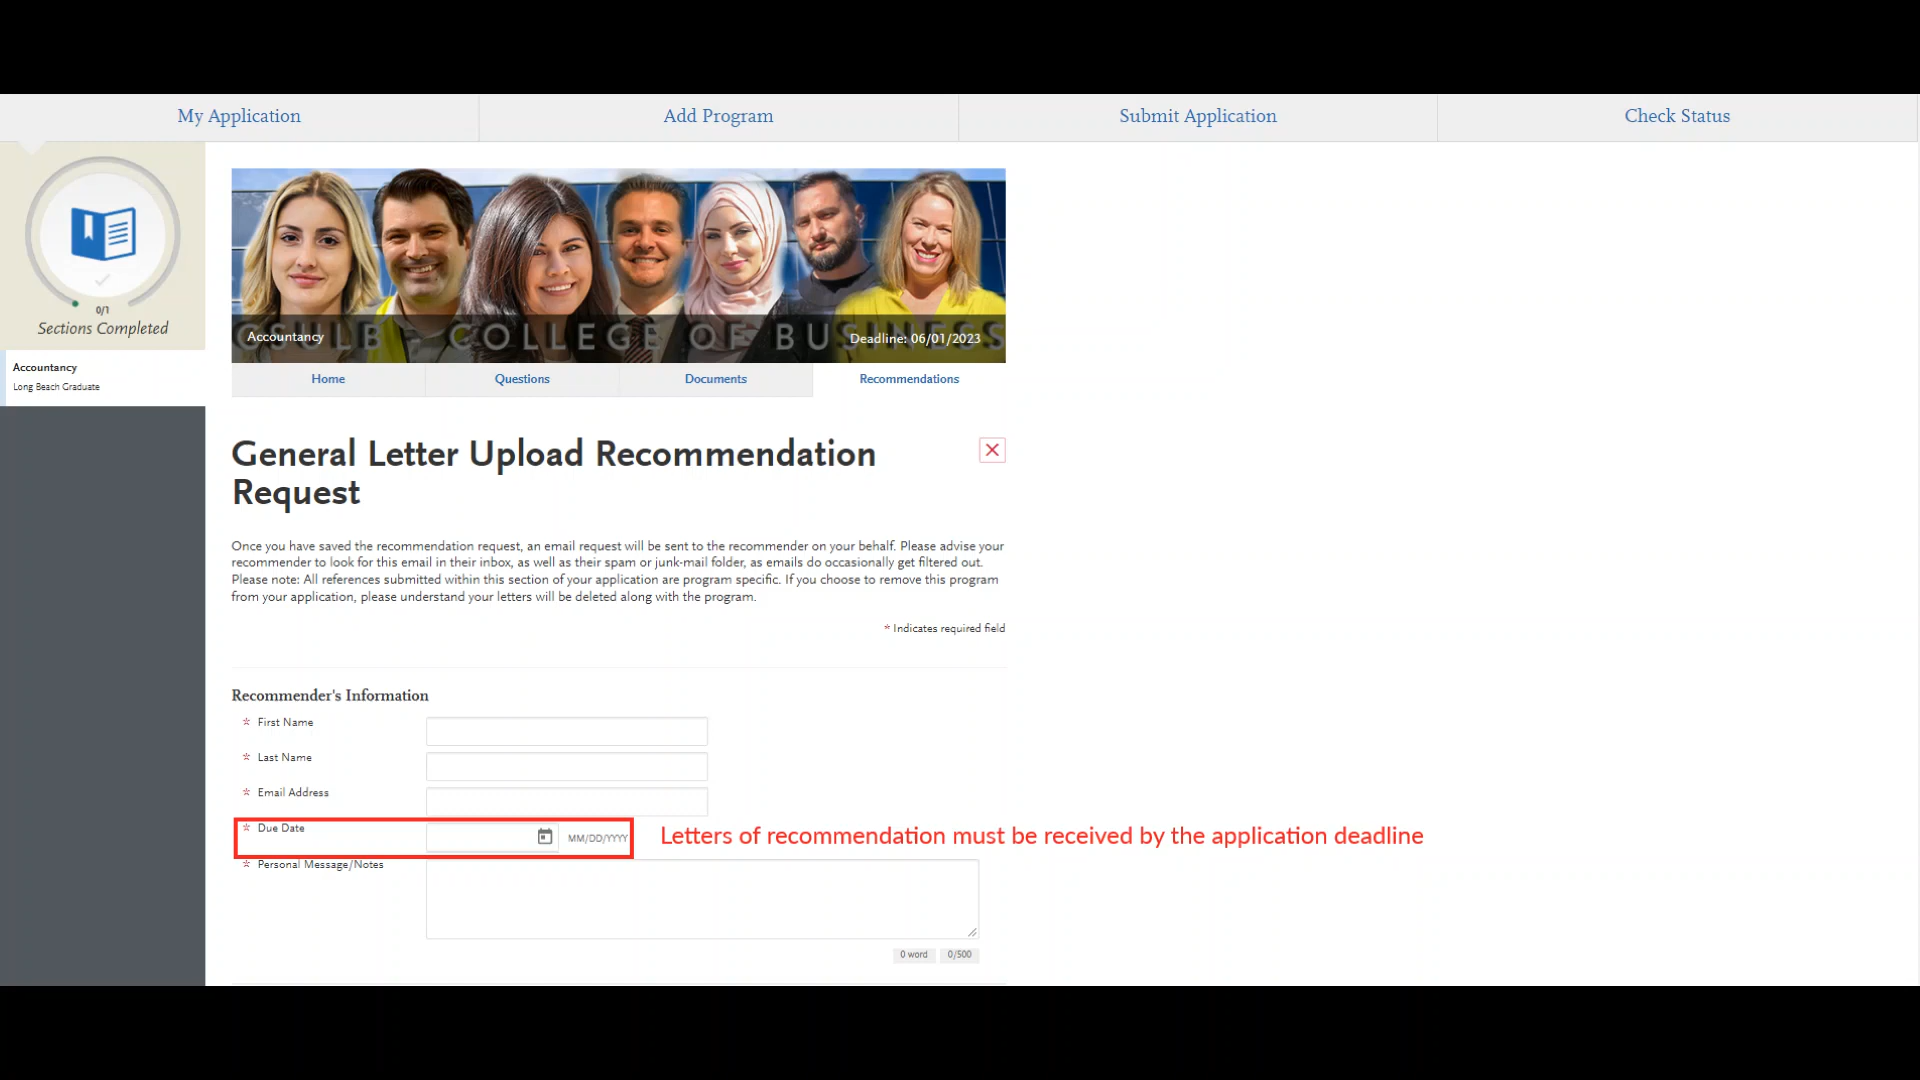 My Application
Add Program
Submit Application
Check Status
0/1
Sections Completed
Accountancy
Long Beach Graduate
CSULB - COLLEGE OF BUSINESS
Accountancy
Deadline: 06/01/2023
Home
Questions
Documents
Recommendations
General Letter Upload Recommendation
Request
Once you have saved the recommendation request, an email request will be sent to the recommender on your behalf. Please advise your
recommender to look for this email in their inbox, as well as their spam or junk-mail folder, as emails do occasionally get filtered out.
Please note: All references submitted within this section of your application are program specific. If you choose to remove this program
from your application, please understand your letters will be deleted along with the program.
* Indicates required field
Recommender's Information
* First Name
* Last Name
* Email Address
* Due Date
MM/DD/YYYY
Letters of recommendation must be received by the application deadline
* Personal Message/Notes
0 word
0/500